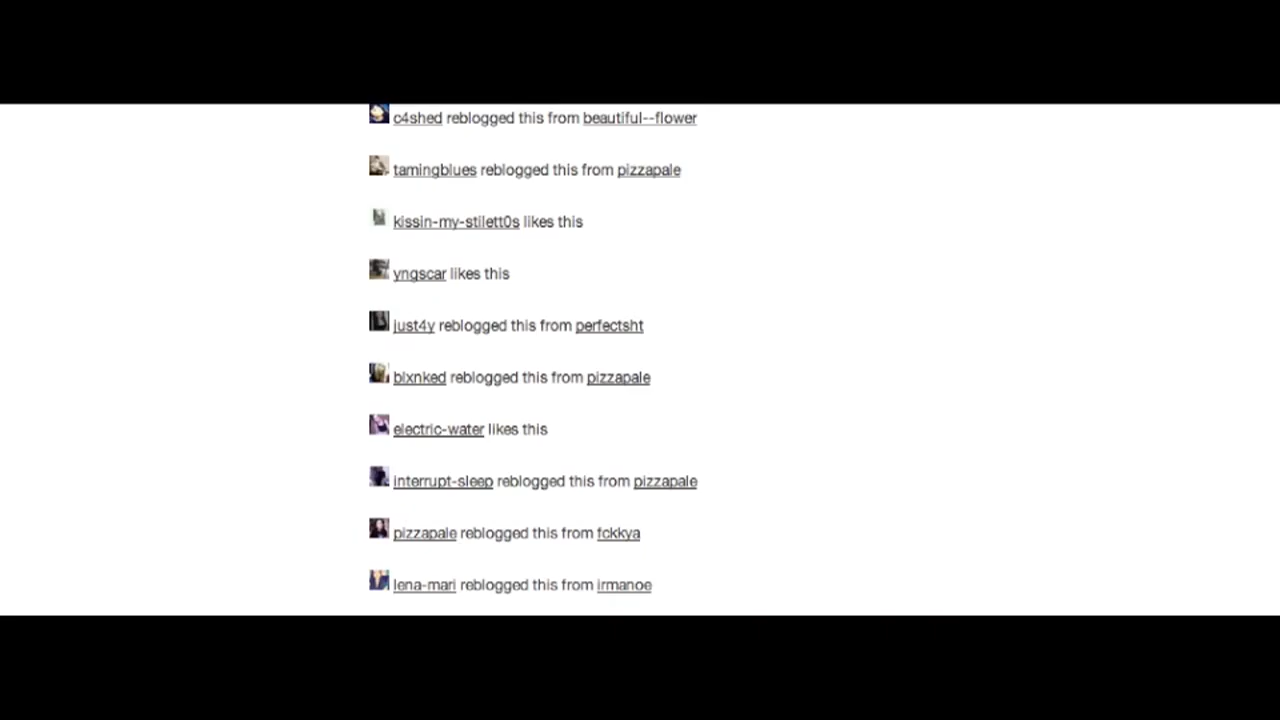 c4shed reblogged this from beautiful--flower
tamingblues reblogged this from pizzapale
kissin-my-stilett0s likes this
yngscar likes this
just4y reblogged this from perfectsht
blxnked reblogged this from pizzapale
electric-water likes this
interrupt-sleep reblogged this from pizzapale
pizzapale reblogged this from fckkya
lena-mari reblogged this from irmanoe